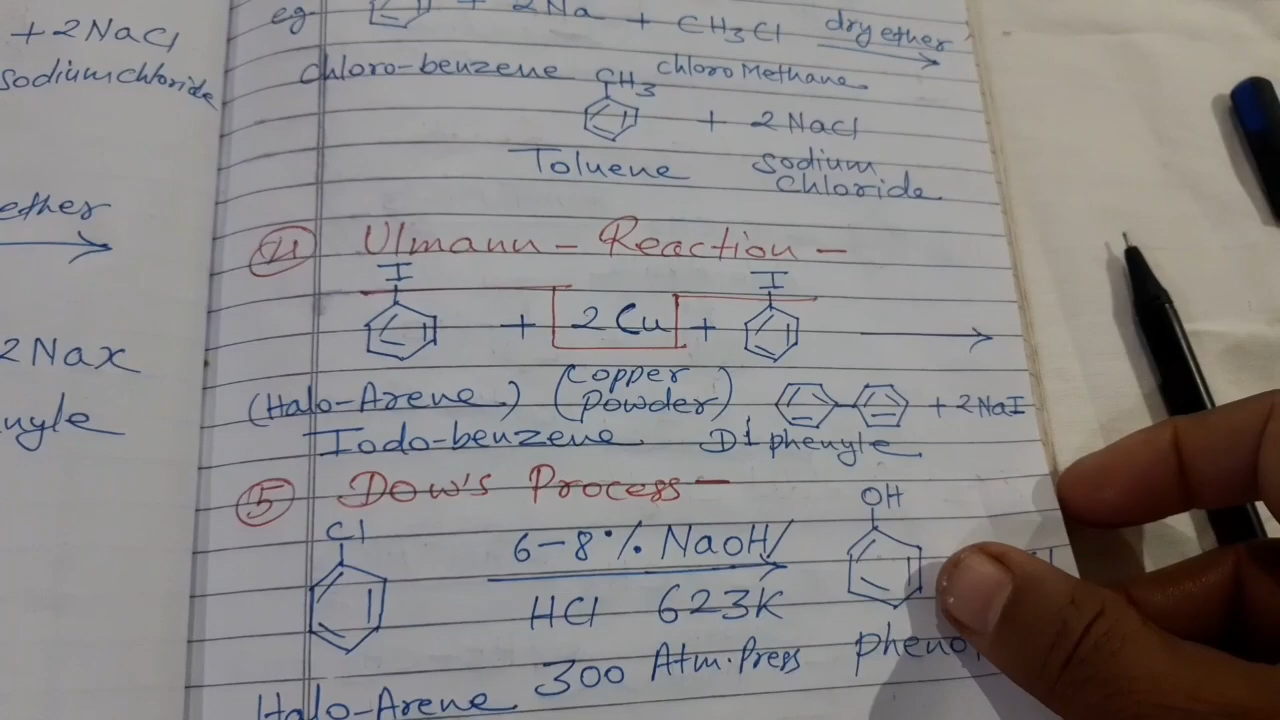 +2NaCl
sodium chloride
ether
2Nax
nyle
eg + 2Na + CH3Cl dry ether
chloro-benzene chloro Methane
CH3
+ 2NaCl
Toluene sodium chloride
4 Ulmann - Reaction -
I I
+ 2 Cu +
(Halo-Arene) (Copper Powder) + 2NaI
Iodo-benzene Diphenyle
5 Dow's Process -
Cl OH
6-8% NaOH/
HCl 623K
300 Atm. Press
Halo-Arene